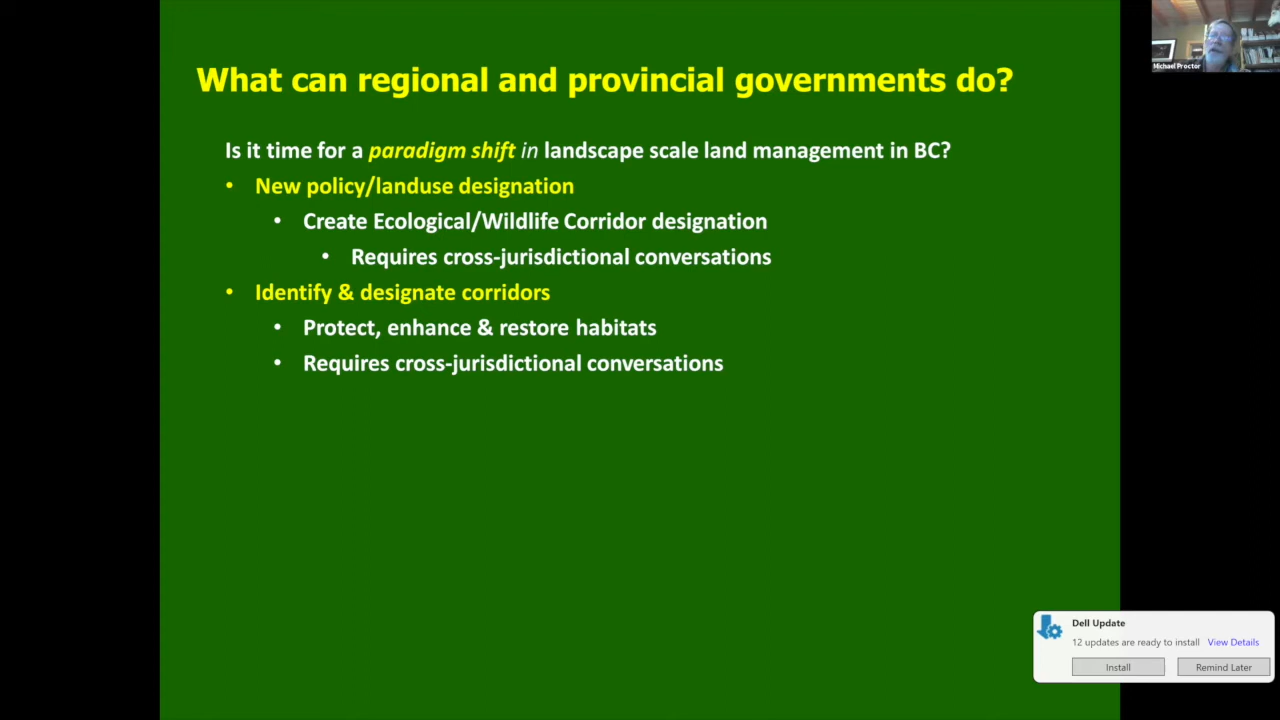 What can regional and provincial governments do?
Is it time for a paradigm shift in landscape scale land management in BC?
• New policy/landuse designation
• Create Ecological/Wildlife Corridor designation
• Requires cross-jurisdictional conversations
• Identify & designate corridors
• Protect, enhance & restore habitats
• Requires cross-jurisdictional conversations
Michael Proctor
Dell Update
12 updates are ready to install View Details
Install Remind Later